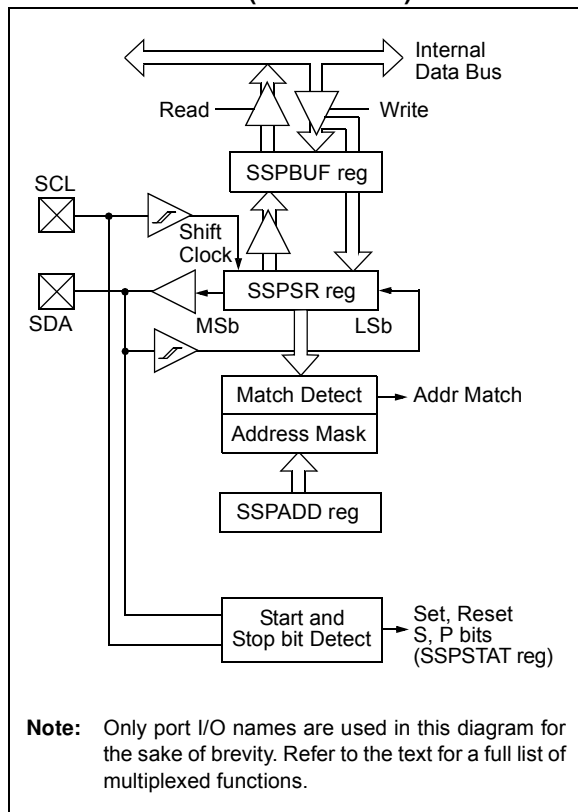 Internal
Data Bus
Read
Write
SSPBUF reg
SCL
Shift
Clock
SSPSR reg
SDA
MSb
LSb
Match Detect
Addr Match
Address Mask
SSPADD reg
Start and
Stop bit Detect
Set, Reset
S, P bits
(SSPSTAT reg)
Note: Only port I/O names are used in this diagram for
the sake of brevity. Refer to the text for a full list of
multiplexed functions.